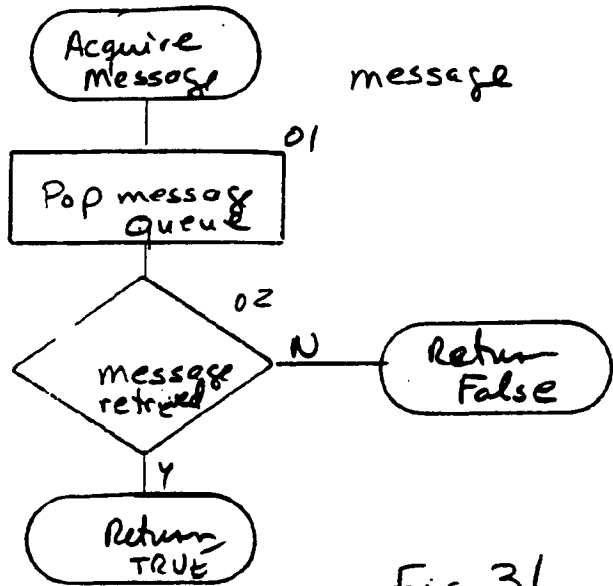 Acquire
Message
message
01
Pop message
Queue
02
message
retrieved
N
Return
False
Y
Return
TRUE
Fig 31